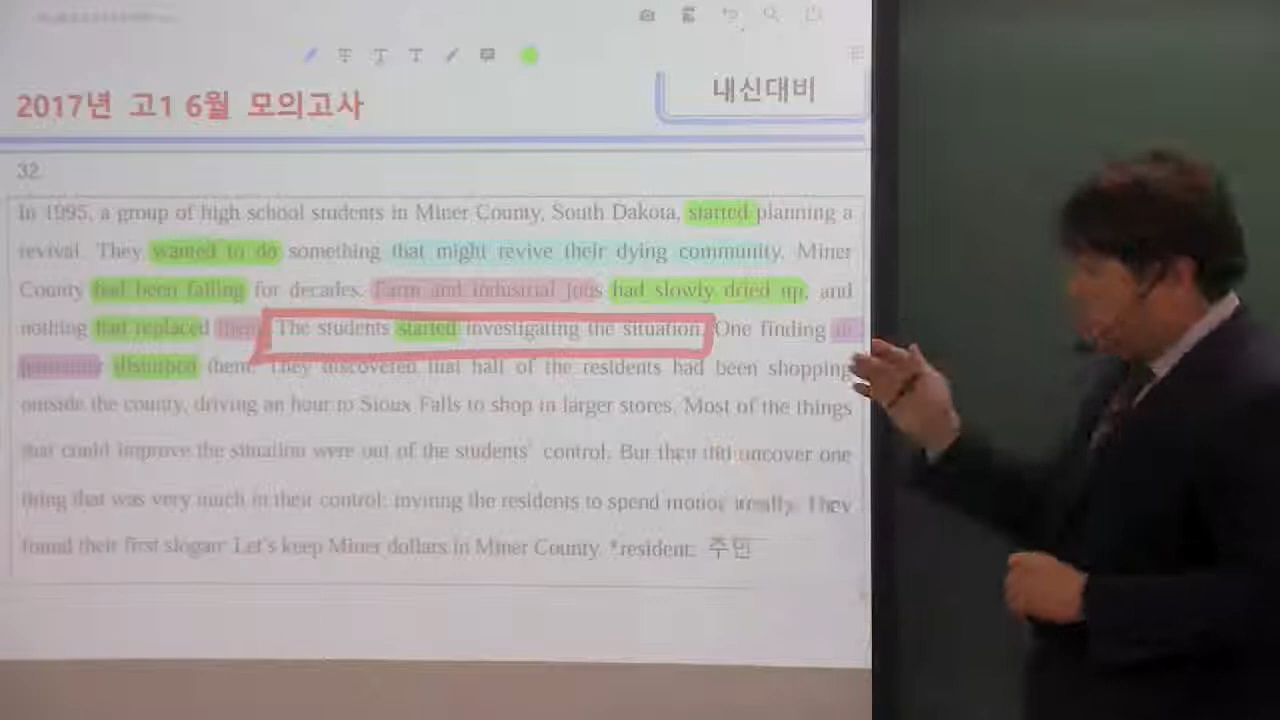 내신대비
2017년 고1 6월 모의고사
32.
In 1995, a group of high school students in Miner County, South Dakota, started planning a
revival. They wanted to do something that might revive their dying community. Miner
County had been failing for decades. Farm and industrial jobs had slowly dried up, and
nothing had replaced them. The students started investigating the situation. One finding in
particular disturbed them. They discovered that half of the residents had been shopping
outside the county, driving an hour to Sioux Falls to shop in larger stores. Most of the things
that could improve the situation were out of the students' control. But they did uncover one
thing that was very much in their control: inviting the residents to spend money locally. They
found their first slogan: Let's keep Miner dollars in Miner County. *resident: 주민